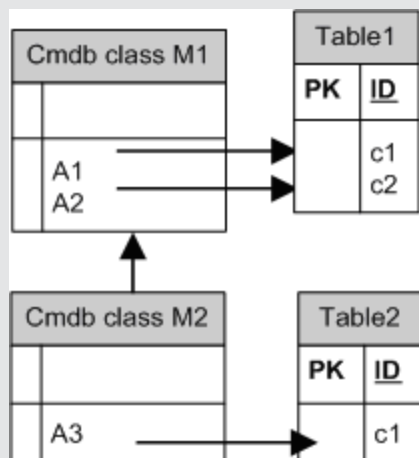 Cmdb class M1
A1
A2
Table1
PK ID
c1
c2
Cmdb class M2
A3
Table2
PK ID
c1